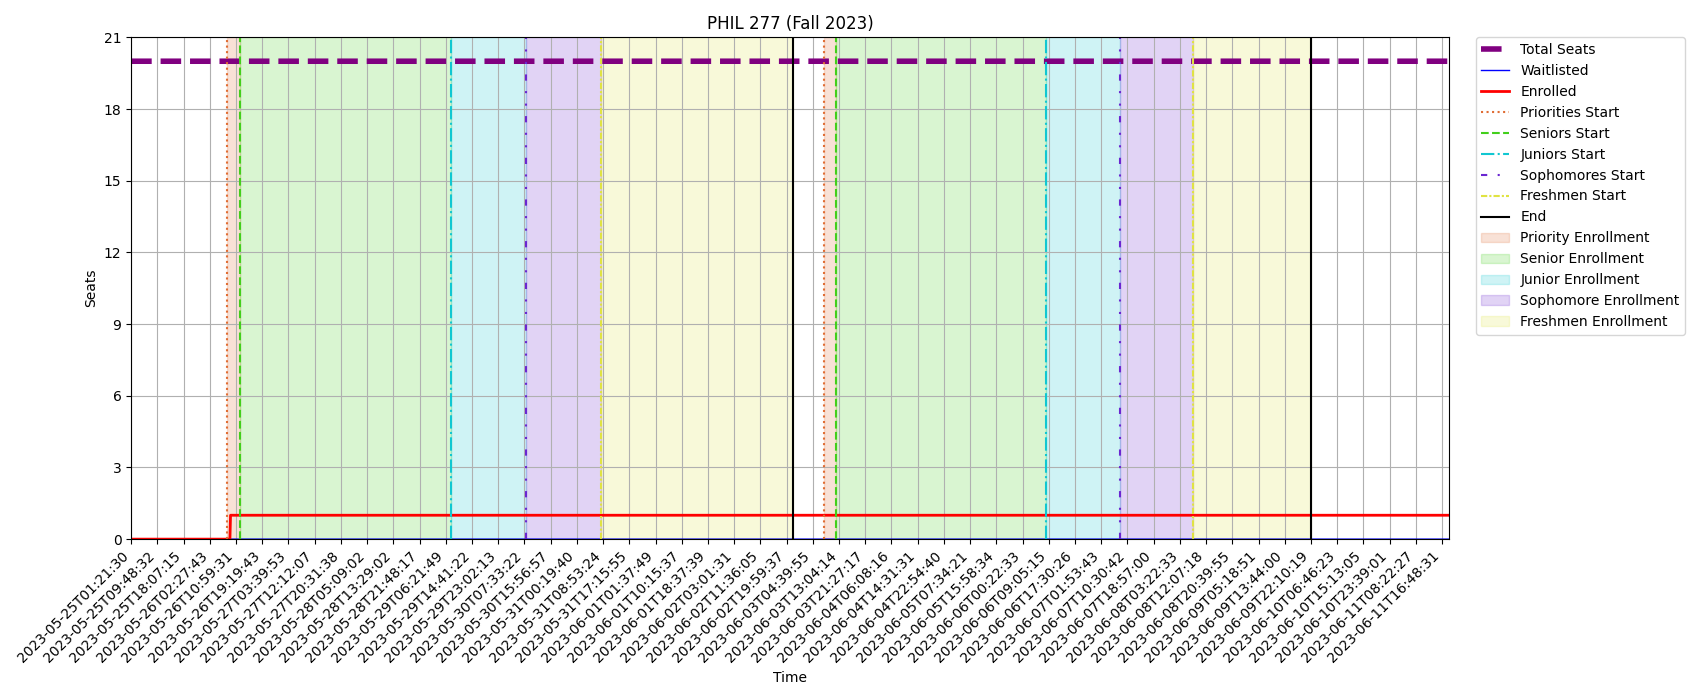 PHIL 277 (Fall 2023)
21
18
15
12
9
6
3
0
Seats
2023-05-25T01:21:30
2023-05-25T09:48:32
2023-05-25T18:07:15
2023-05-26T02:27:43
2023-05-26T10:59:31
2023-05-26T19:19:43
2023-05-27T03:39:53
2023-05-27T12:12:07
2023-05-27T20:31:38
2023-05-28T05:09:02
2023-05-28T13:29:02
2023-05-28T21:48:17
2023-05-29T06:21:49
2023-05-29T14:41:22
2023-05-29T23:02:13
2023-05-30T07:33:22
2023-05-30T15:56:57
2023-05-31T00:19:40
2023-05-31T08:53:24
2023-05-31T17:15:55
2023-06-01T01:37:49
2023-06-01T10:15:37
2023-06-01T18:37:39
2023-06-02T03:01:31
2023-06-02T11:36:05
2023-06-02T19:59:37
2023-06-03T04:39:55
2023-06-03T13:04:14
2023-06-03T21:27:17
2023-06-04T06:08:16
2023-06-04T14:31:31
2023-06-04T22:54:40
2023-06-05T07:34:21
2023-06-05T15:58:34
2023-06-06T00:22:33
2023-06-06T09:05:15
2023-06-06T17:30:26
2023-06-07T01:53:43
2023-06-07T10:30:42
2023-06-07T18:57:00
2023-06-08T03:22:33
2023-06-08T12:07:18
2023-06-08T20:39:55
2023-06-09T05:18:51
2023-06-09T13:44:00
2023-06-09T22:10:19
2023-06-10T06:46:23
2023-06-10T15:13:05
2023-06-10T23:39:01
2023-06-11T08:22:27
2023-06-11T16:48:31
Time
Total Seats
Waitlisted
Enrolled
Priorities Start
Seniors Start
Juniors Start
Sophomores Start
Freshmen Start
End
Priority Enrollment
Senior Enrollment
Junior Enrollment
Sophomore Enrollment
Freshmen Enrollment